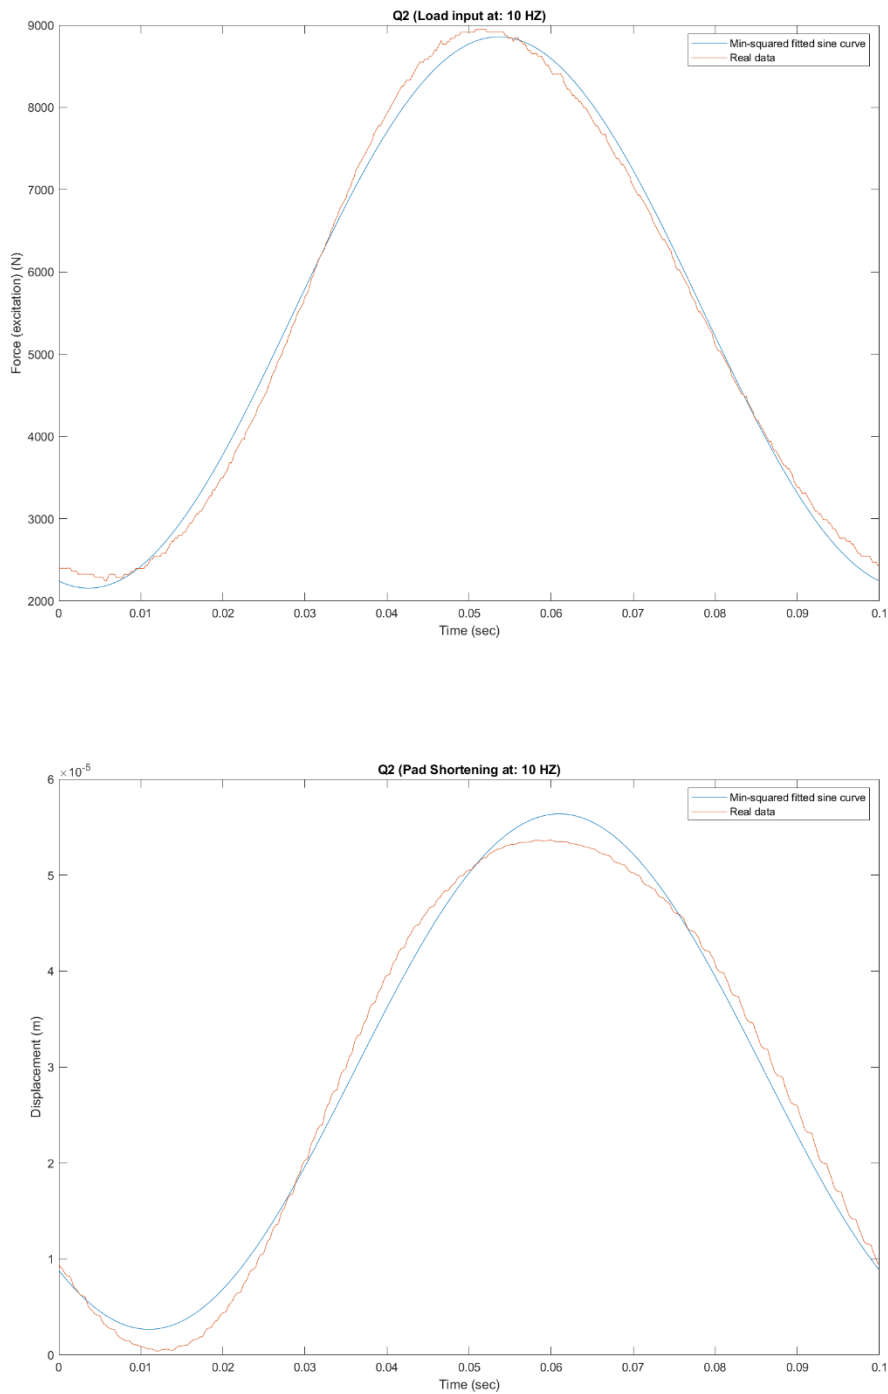 Q2 (Load input at: 10 HZ)
Min-squared fitted sine curve
Real data
9000
8000
7000
6000
5000
4000
3000
2000
Force (excitation) (N)
0 0.01 0.02 0.03 0.04 0.05 0.06 0.07 0.08 0.09 0.1
Time (sec)
×10-5
Q2 (Pad Shortening at: 10 HZ)
Min-squared fitted sine curve
Real data
6
5
4
3
2
1
0
Displacement (m)
0 0.01 0.02 0.03 0.04 0.05 0.06 0.07 0.08 0.09 0.1
Time (sec)